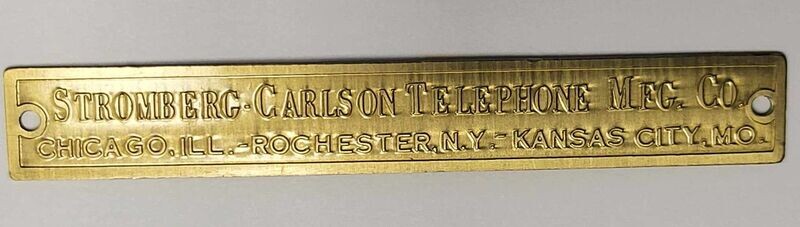 STROMBERG-CARLSON TELEPHONE MFG. CO.
CHICAGO, ILL.-ROCHESTER, N.Y.-KANSAS CITY, MO.